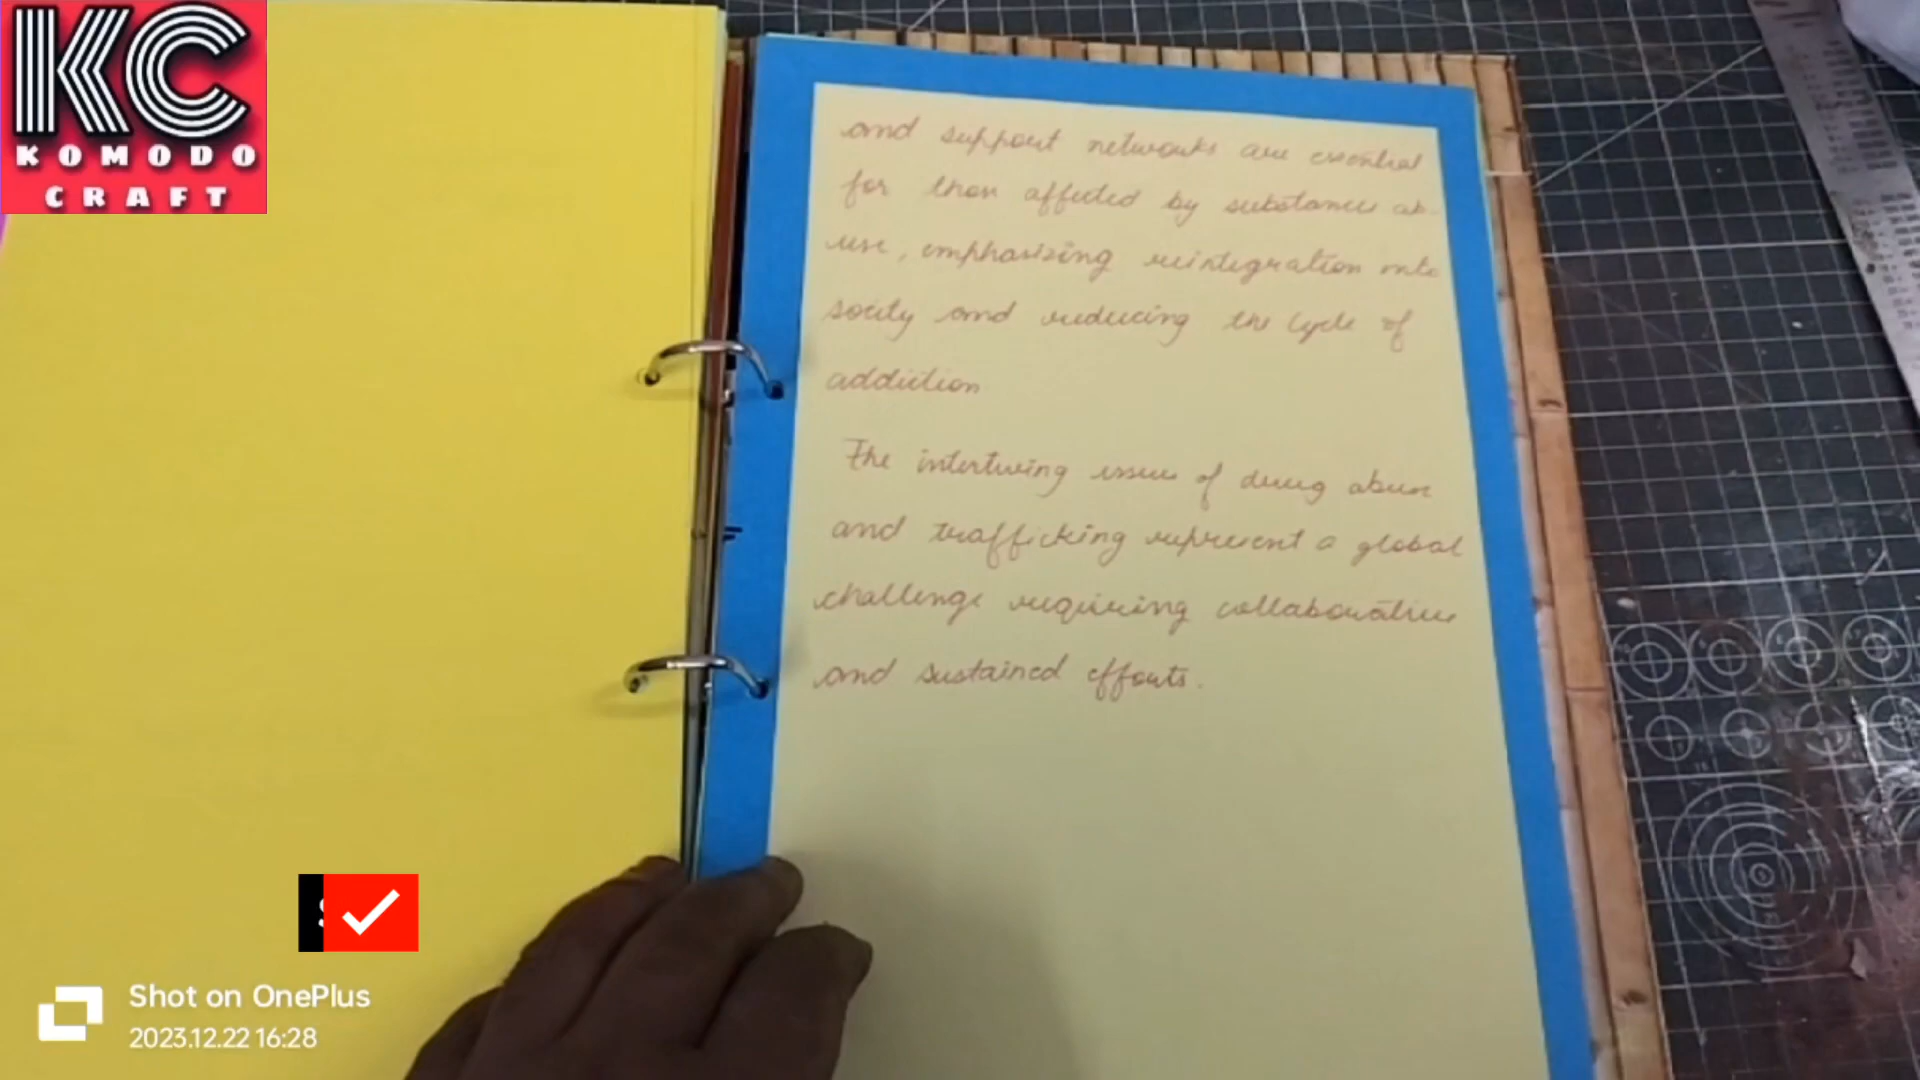 KC
KOMODO
CRAFT
and support networks are essential
for those affected by substance ab-
use, emphasizing reintegration into
society and reducing the cycle of
addiction
The intertwing issues of drug abuse
and trafficking represent a global
challenge requiring collaborative
and sustained efforts.
Shot on OnePlus
2023.12.22 16:28